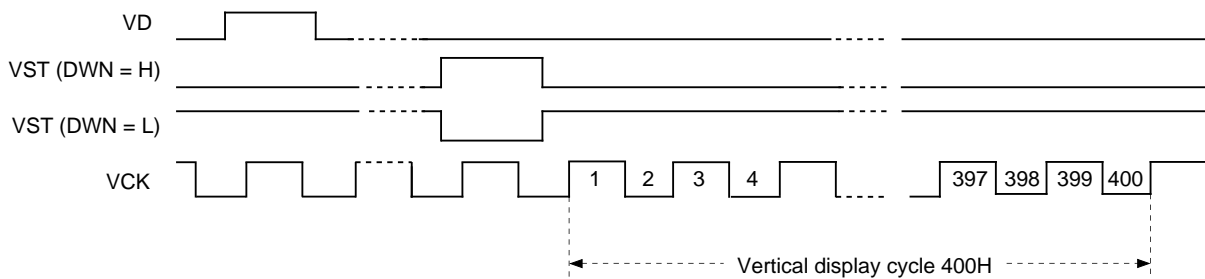 VD
VST (DWN = H)
VST (DWN = L)
VCK
1 2 3 4 397 398 399 400
Vertical display cycle 400H